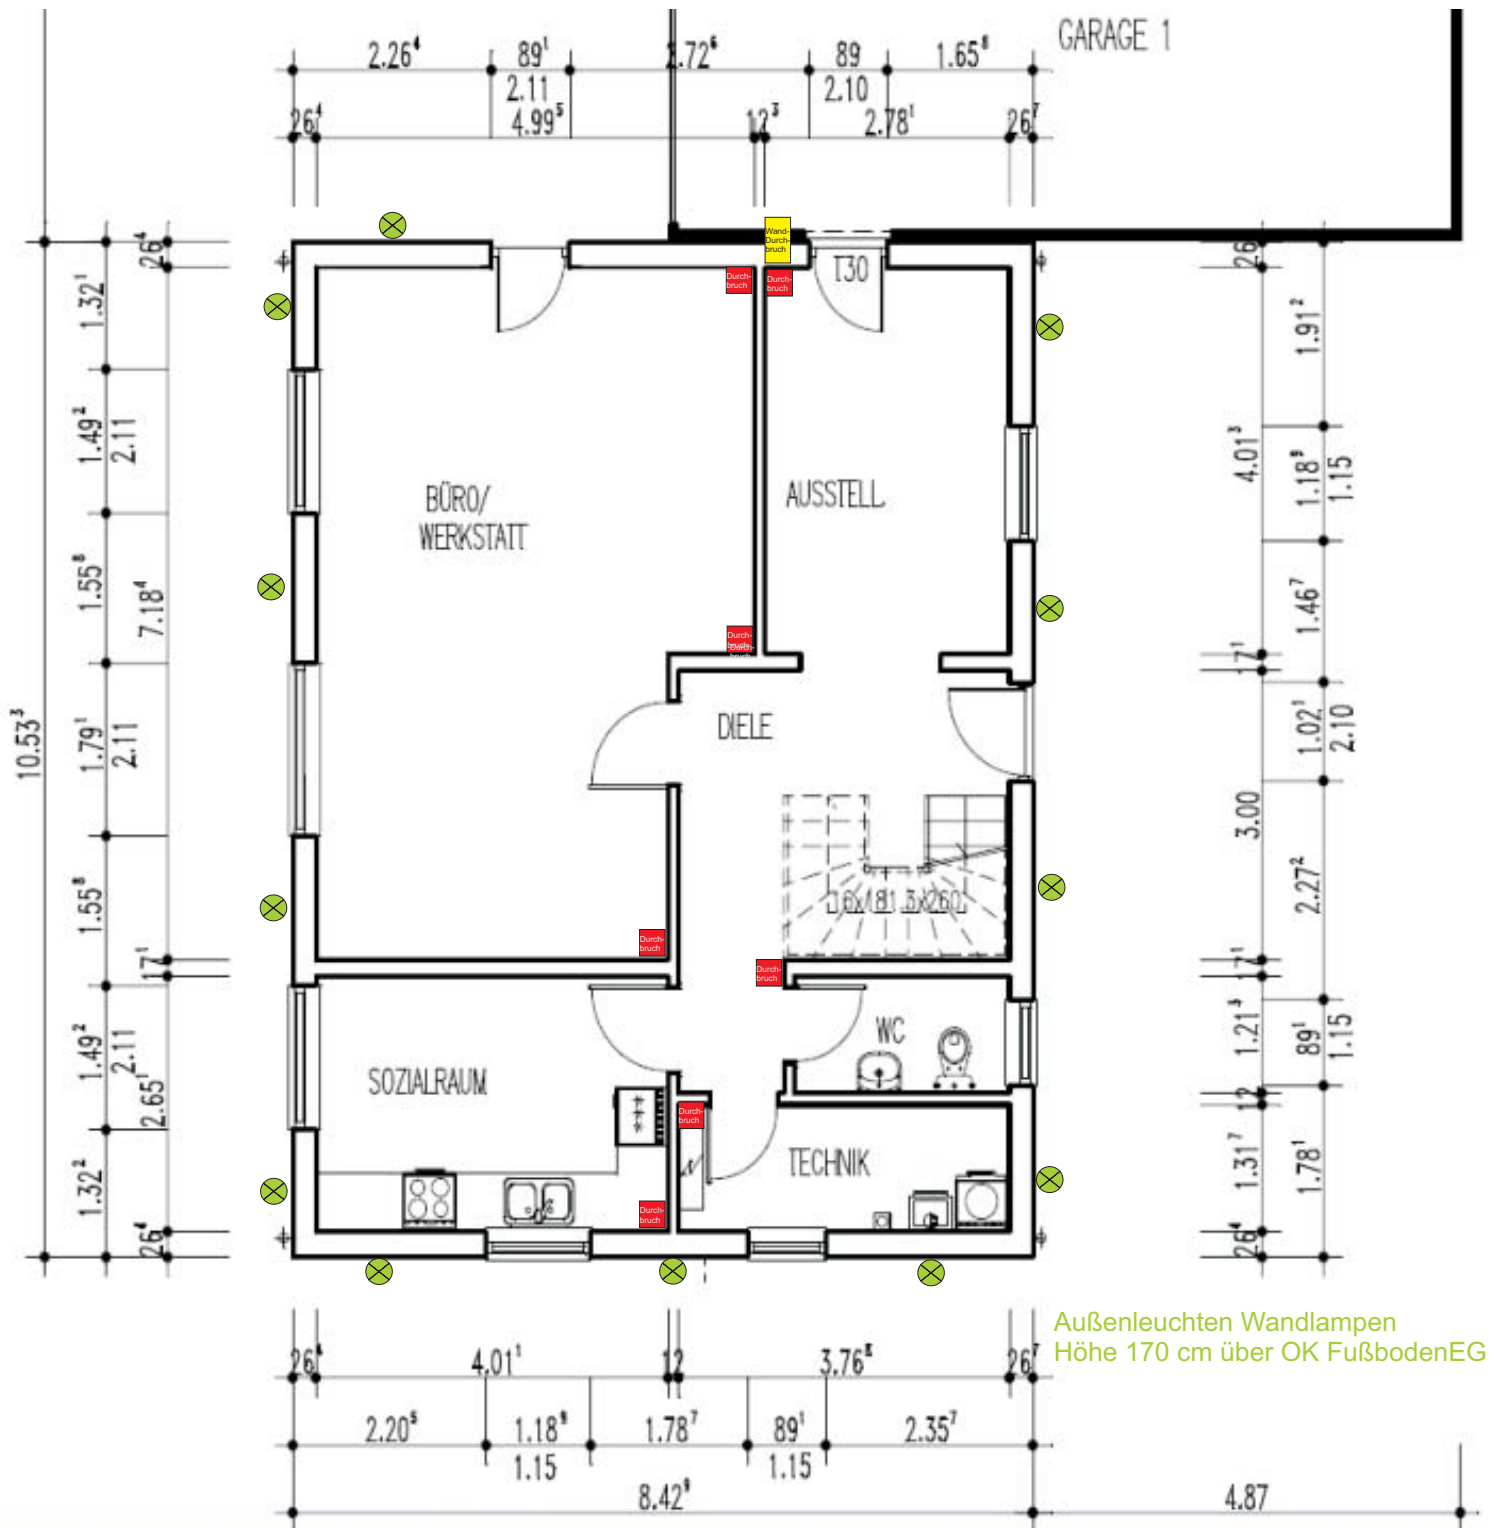 GARAGE 1
2.26⁴
89¹
2.72⁶
89
1.65⁸
2.11
2.10
26⁴
4.99⁵
12³
2.78¹
26⁷
Wand-
Durch-
bruch
T30
Durch-
bruch
Durch-
bruch
26⁴
1.32¹
1.49²
2.11
1.55⁸
7.18⁴
10.53³
1.79¹
2.11
1.55⁸
17¹
1.49²
2.11
2.65¹
1.32²
26⁴
BÜRO/
WERKSTATT
AUSSTELL.
Durch-
bruch
DIELE
16x181.3x260
Durch-
bruch
Durch-
bruch
WC
SOZIALRAUM
Durch-
bruch
TECHNIK
Durch-
bruch
26
1.91²
4.01³
1.18⁹
1.15
1.46⁷
17¹
1.02¹
2.10
3.00
2.27²
17¹
1.21³
89¹
1.15
12
1.31⁷
1.78¹
26⁴
Außenleuchten Wandlampen
Höhe 170 cm über OK FußbodenEG
26⁴
4.01¹
12
3.76⁸
26⁷
2.20⁵
1.18⁹
1.78⁷
89¹
2.35⁷
1.15
1.15
8.42⁹
4.87